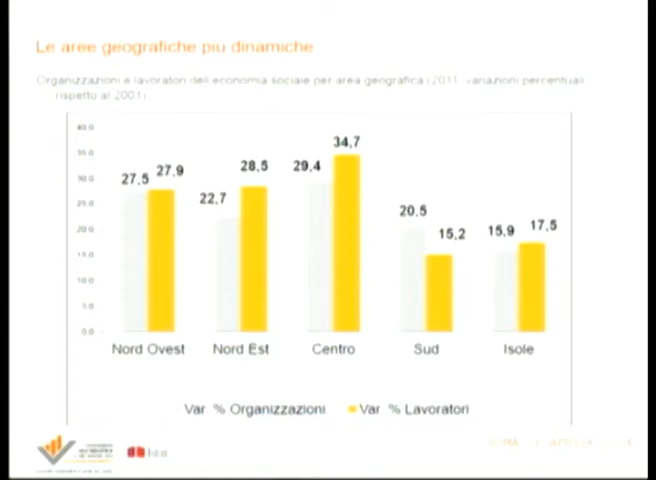 Le aree geografiche più dinamiche
Organizzazioni e lavoratori dell'economia sociale per area geografica (2011, variazioni percentuali
rispetto al 2001)
40,0
35,0
30,0
25,0
20,0
15,0
10,0
5,0
0,0
27,5 27,9
22,7 28,5
29,4 34,7
20,5 15,2
15,9 17,5
Nord Ovest Nord Est Centro Sud Isole
Var. % Organizzazioni Var. % Lavoratori
ROMA